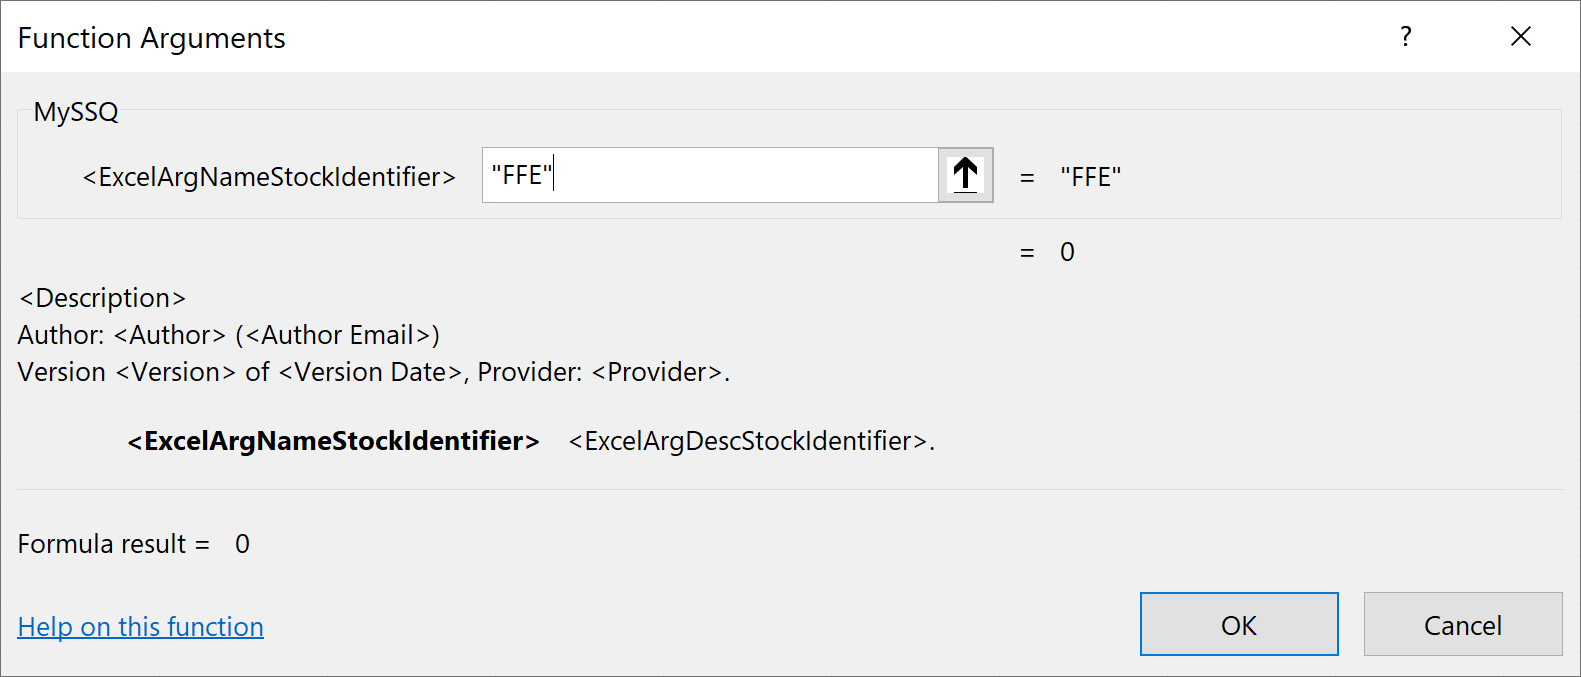 Function Arguments ?
MySSQ
<ExcelArgNameStockIdentifier> "FFE" = "FFE"
= 0
<Description>
Author: <Author> (<Author Email>)
Version <Version> of <Version Date>, Provider: <Provider>.
<ExcelArgNameStockIdentifier> <ExcelArgDescStockIdentifier>.
Formula result = 0
Help on this function OK Cancel